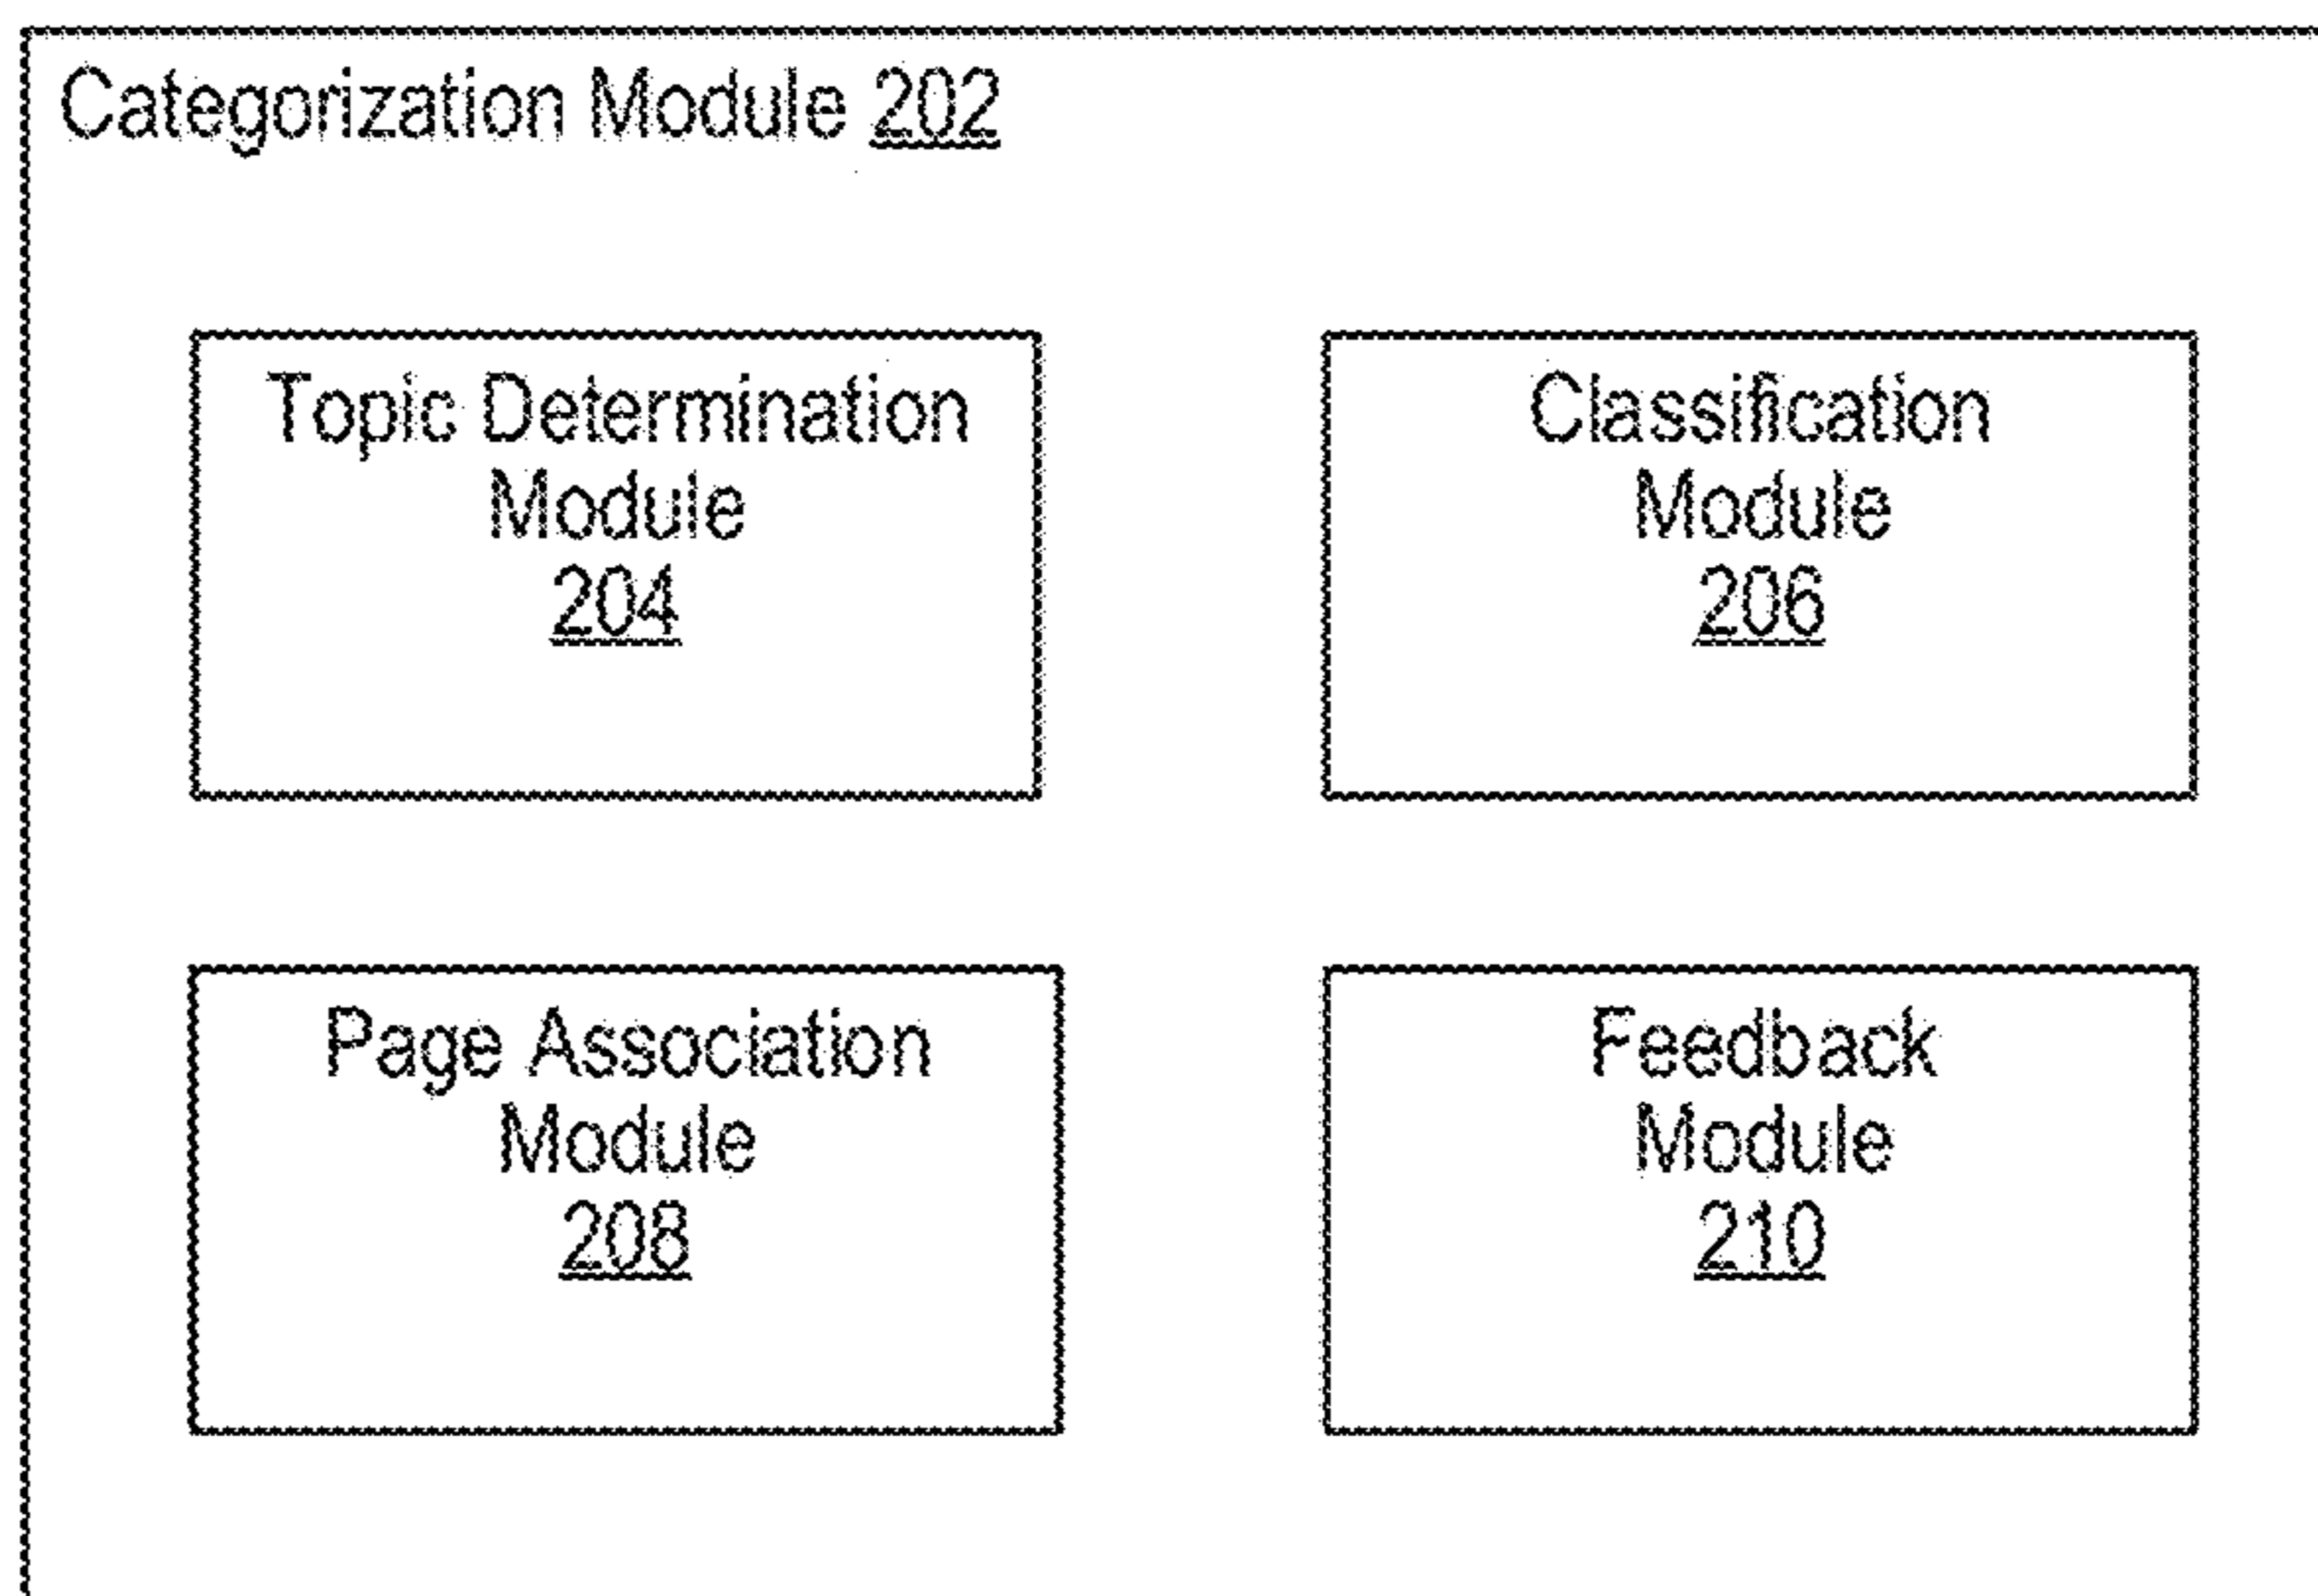 Categorization Module 202
Topic Determination
Module
204
Classification
Module
206
Page Association
Module
208
Feedback
Module
210